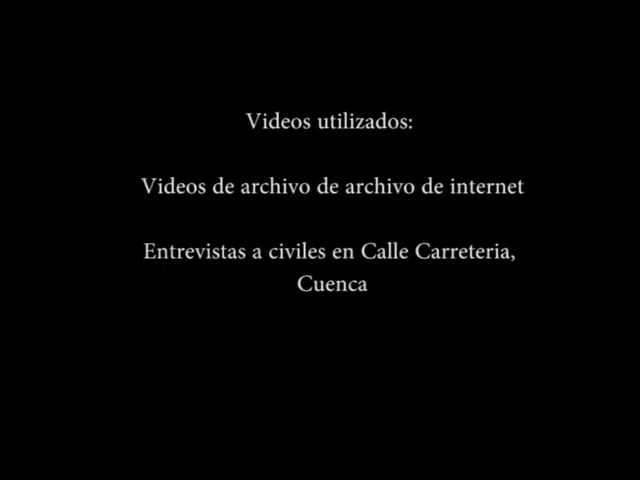 Videos utilizados:
Videos de archivo de archivo de internet
Entrevistas a civiles en Calle Carreteria,
Cuenca